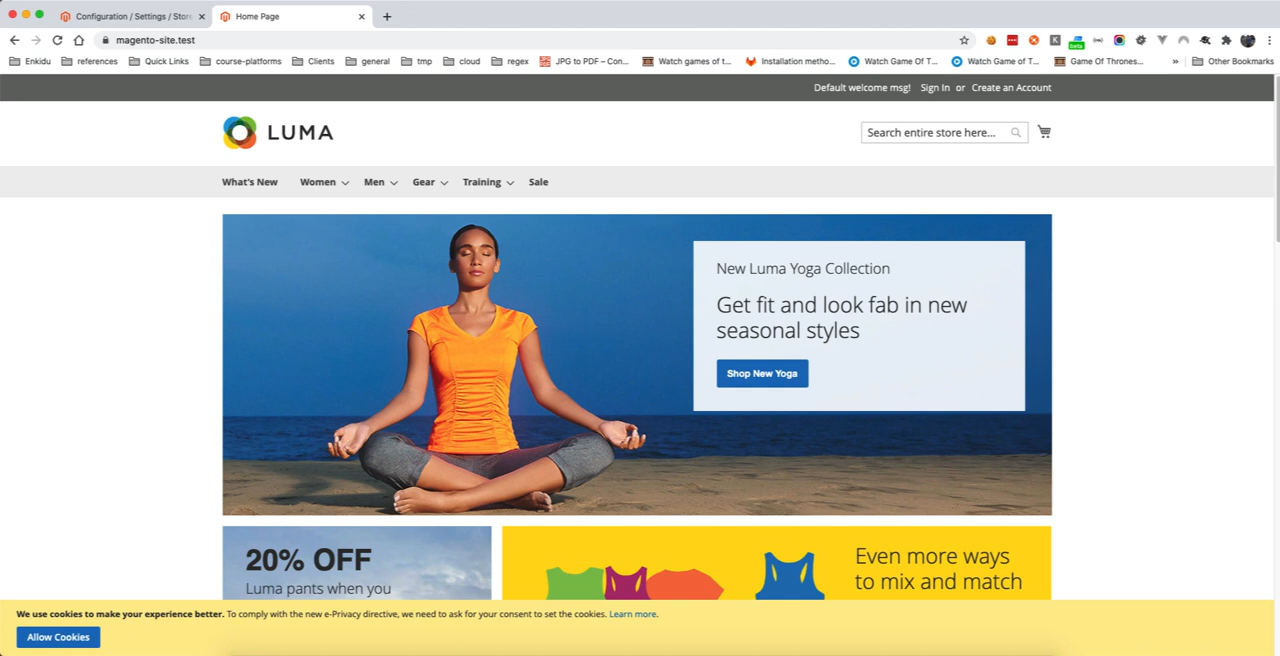 Configuration / Settings / Store
Home Page
magento-site.test
beta
Enkidu references Quick Links course-platforms Clients general tmp cloud regex JPG to PDF – Con... Watch games of t... Installation metho... Watch Game Of T... Watch Game of T... Game Of Thrones... » Other Bookmarks
Default welcome msg! Sign In or Create an Account
LUMA
Search entire store here...
What's New Women Men Gear Training Sale
New Luma Yoga Collection
Get fit and look fab in new
seasonal styles
Shop New Yoga
20% OFF
Luma pants when you
Even more ways
to mix and match
We use cookies to make your experience better. To comply with the new e-Privacy directive, we need to ask for your consent to set the cookies. Learn more.
Allow Cookies